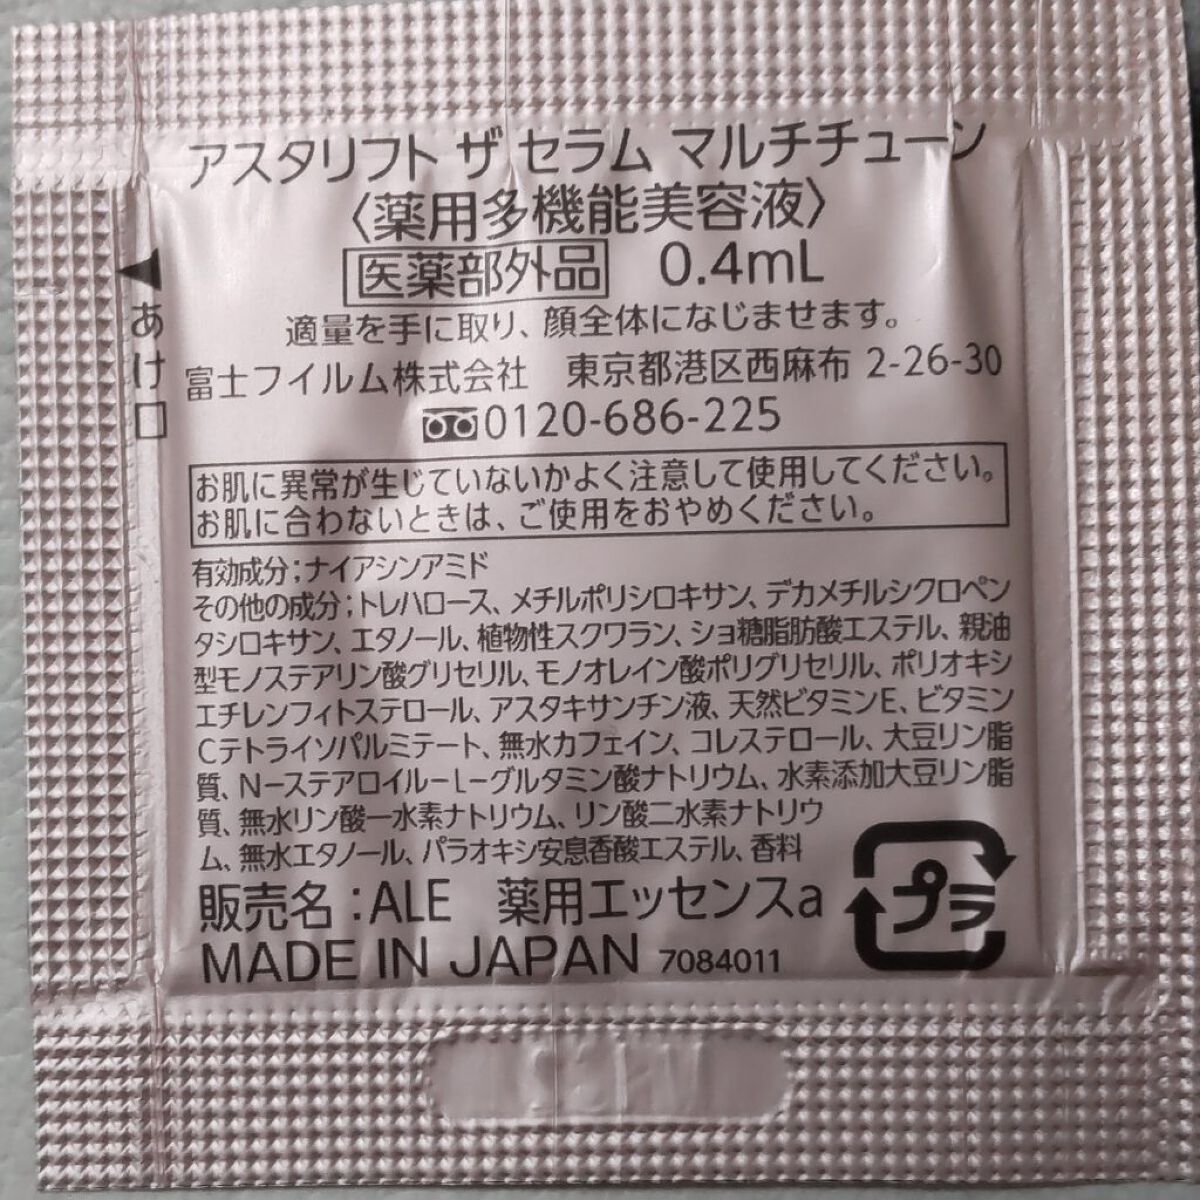 アスタリフト ザ セラム マルチチューン
〈薬用多機能美容液〉
医薬部外品 0.4mL
適量を手に取り、顔全体になじませます。
富士フイルム株式会社 東京都港区西麻布 2-26-30
0120-686-225
あけ口
お肌に異常が生じていないかよく注意して使用してください。
お肌に合わないときは、ご使用をおやめください。
有効成分;ナイアシンアミド
その他の成分;トレハロース、メチルポリシロキサン、デカメチルシクロペン
タシロキサン、エタノール、植物性スクワラン、ショ糖脂肪酸エステル、親油
型モノステアリン酸グリセリル、モノオレイン酸ポリグリセリル、ポリオキシ
エチレンフィトステロール、アスタキサンチン液、天然ビタミンE、ビタミン
Cテトライソパルミテート、無水カフェイン、コレステロール、大豆リン脂
質、N-ステアロイル-L-グルタミン酸ナトリウム、水素添加大豆リン脂
質、無水リン酸一水素ナトリウム、リン酸二水素ナトリウ
ム、無水エタノール、パラオキシ安息香酸エステル、香料
販売名:ALE 薬用エッセンスa
MADE IN JAPAN 7084011
プラ